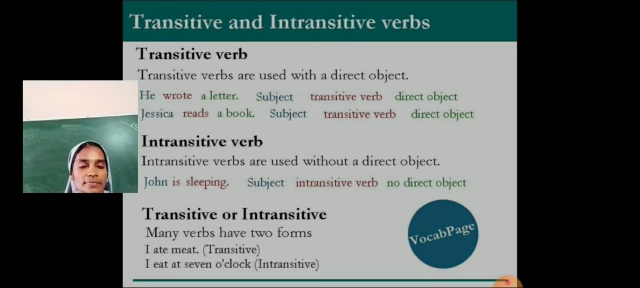 Transitive and Intransitive verbs
Transitive verb
Transitive verbs are used with a direct object.
He wrote a letter. Subject transitive verb direct object
Jessica reads a book. Subject transitive verb direct object
Intransitive verb
Intransitive verbs are used without a direct object.
John is sleeping. Subject intransitive verb no direct object
Transitive or Intransitive
Many verbs have two forms
I ate meat. (Transitive)
I eat at seven o'clock (Intransitive)
VocabPage